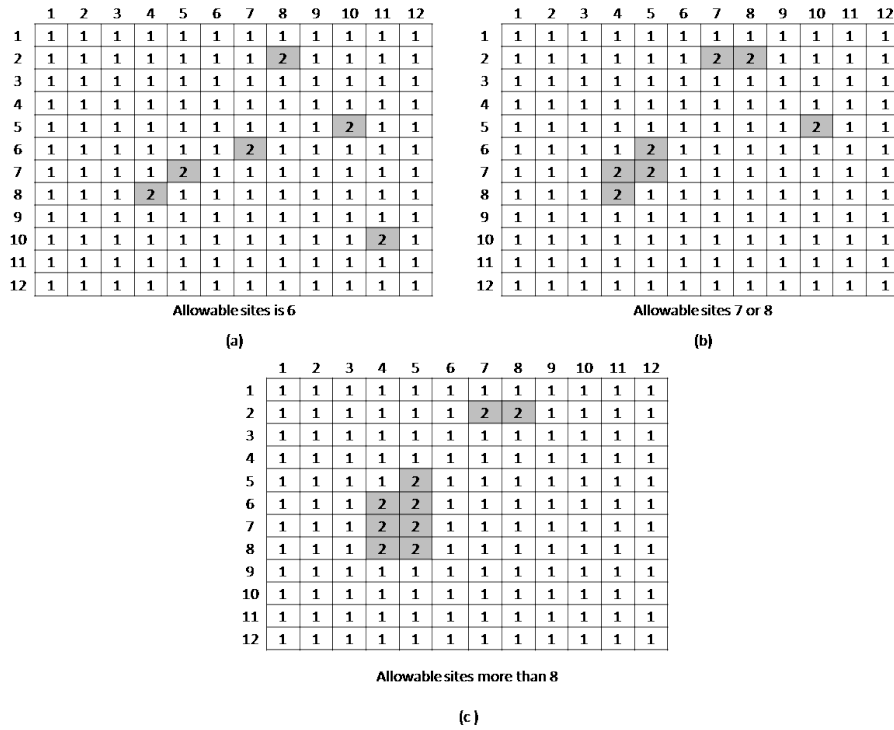 1 2 3 4 5 6 7 8 9 10 11 12
1 1 1 1 1 1 1 1 1 1 1 1 1
2 1 1 1 1 1 1 1 2 1 1 1 1
3 1 1 1 1 1 1 1 1 1 1 1 1
4 1 1 1 1 1 1 1 1 1 1 1 1
5 1 1 1 1 1 1 1 1 1 2 1 1
6 1 1 1 1 1 1 2 1 1 1 1 1
7 1 1 1 1 2 1 1 1 1 1 1 1
8 1 1 1 2 1 1 1 1 1 1 1 1
9 1 1 1 1 1 1 1 1 1 1 1 1
10 1 1 1 1 1 1 1 1 1 1 2 1
11 1 1 1 1 1 1 1 1 1 1 1 1
12 1 1 1 1 1 1 1 1 1 1 1 1
Allowable sites is 6
(a)
1 2 3 4 5 6 7 8 9 10 11 12
1 1 1 1 1 1 1 1 1 1 1 1 1
2 1 1 1 1 1 1 2 2 1 1 1 1
3 1 1 1 1 1 1 1 1 1 1 1 1
4 1 1 1 1 1 1 1 1 1 1 1 1
5 1 1 1 1 1 1 1 1 1 2 1 1
6 1 1 1 1 2 1 1 1 1 1 1 1
7 1 1 1 2 2 1 1 1 1 1 1 1
8 1 1 1 2 1 1 1 1 1 1 1 1
9 1 1 1 1 1 1 1 1 1 1 1 1
10 1 1 1 1 1 1 1 1 1 1 1 1
11 1 1 1 1 1 1 1 1 1 1 1 1
12 1 1 1 1 1 1 1 1 1 1 1 1
Allowable sites 7 or 8
(b)
1 2 3 4 5 6 7 8 9 10 11 12
1 1 1 1 1 1 1 1 1 1 1 1 1
2 1 1 1 1 1 1 2 2 1 1 1 1
3 1 1 1 1 1 1 1 1 1 1 1 1
4 1 1 1 1 1 1 1 1 1 1 1 1
5 1 1 1 1 2 1 1 1 1 1 1 1
6 1 1 1 2 2 1 1 1 1 1 1 1
7 1 1 1 2 2 1 1 1 1 1 1 1
8 1 1 1 2 2 1 1 1 1 1 1 1
9 1 1 1 1 1 1 1 1 1 1 1 1
10 1 1 1 1 1 1 1 1 1 1 1 1
11 1 1 1 1 1 1 1 1 1 1 1 1
12 1 1 1 1 1 1 1 1 1 1 1 1
Allowable sites more than 8
(c )